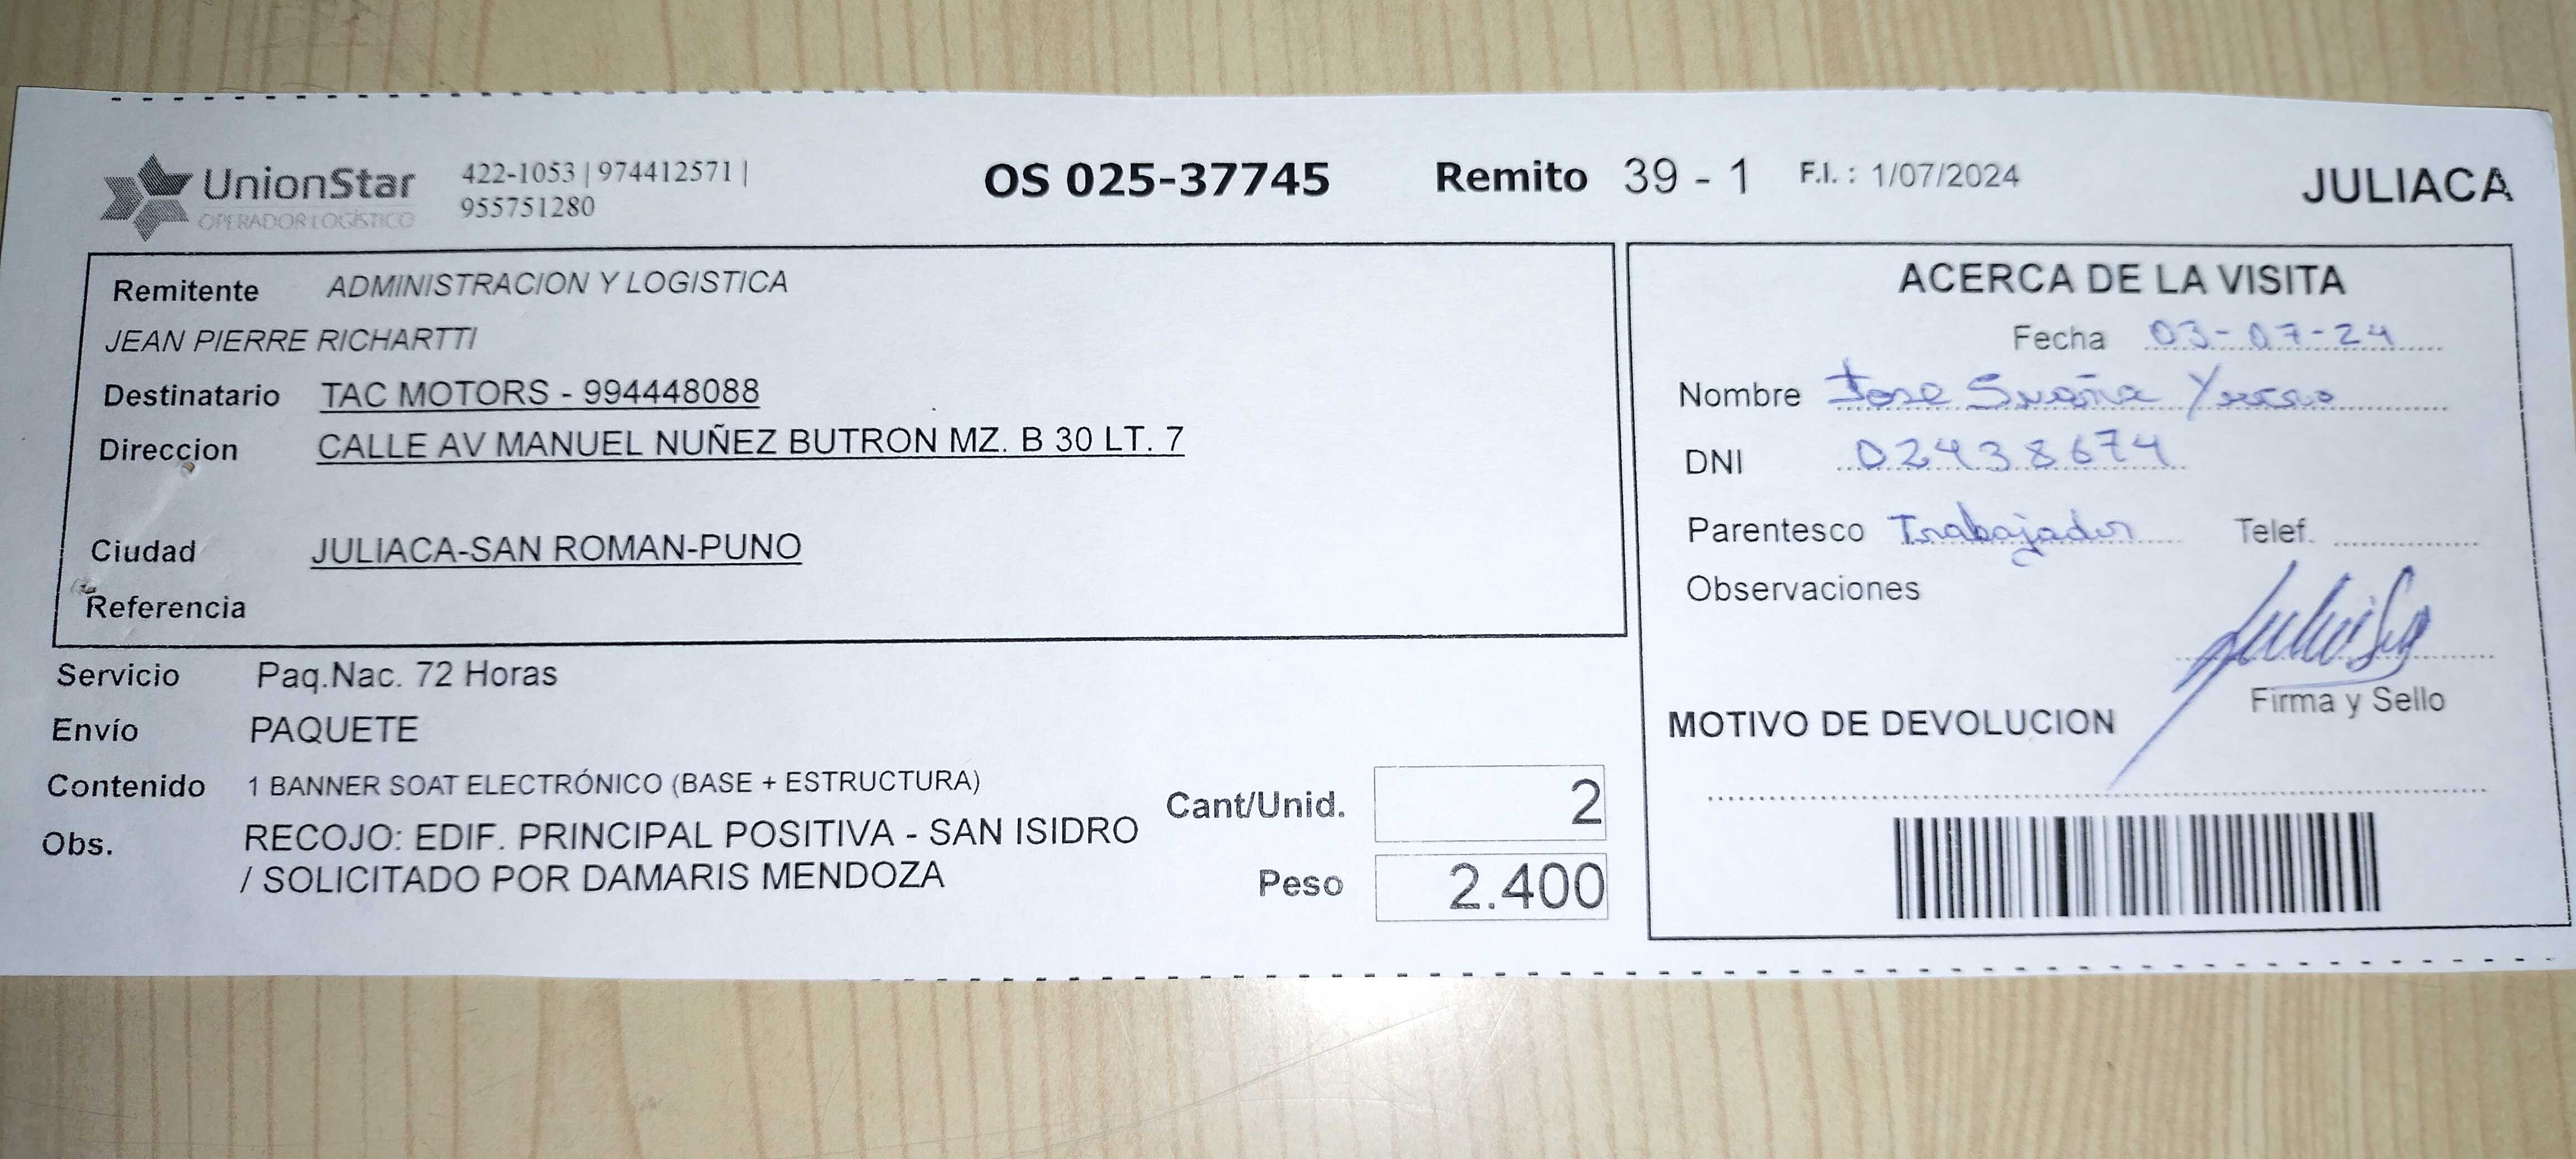 UnionStar
OPERADOR LOGÍSTICO
422-1053 | 974412571 |
955751280
OS 025-37745
Remito 39 - 1
F.I. : 1/07/2024
JULIACA
Remitente ADMINISTRACION Y LOGISTICA
JEAN PIERRE RICHARTTI
Destinatario TAC MOTORS - 994448088
Direccion CALLE AV MANUEL NUÑEZ BUTRON MZ. B 30 LT. 7
Ciudad JULIACA-SAN ROMAN-PUNO
Referencia
Servicio Paq.Nac. 72 Horas
Envío PAQUETE
Contenido 1 BANNER SOAT ELECTRÓNICO (BASE + ESTRUCTURA)
Obs. RECOJO: EDIF. PRINCIPAL POSITIVA - SAN ISIDRO
/ SOLICITADO POR DAMARIS MENDOZA
Cant/Unid. 2
Peso 2.400
ACERCA DE LA VISITA
Fecha 03-07-24
Nombre Jose Suaña
DNI 02438674
Parentesco Trabajador Telef.
Observaciones
Firma y Sello
MOTIVO DE DEVOLUCION